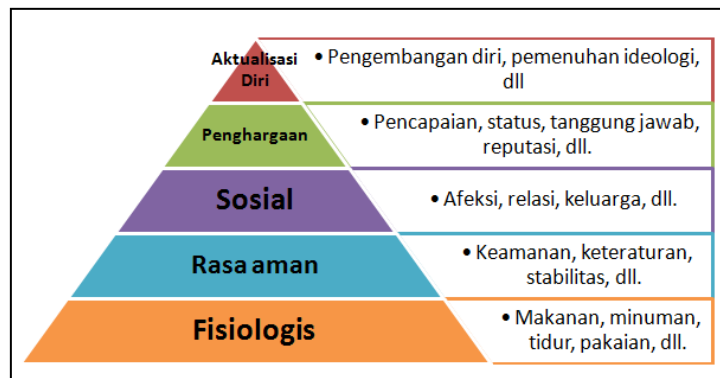 Aktualisasi
Diri
• Pengembangan diri, pemenuhan ideologi,
dll
Penghargaan
• Pencapaian, status, tanggung jawab,
reputasi, dll.
Sosial
• Afeksi, relasi, keluarga, dll.
Rasa aman
• Keamanan, keteraturan,
stabilitas, dll.
Fisiologis
• Makanan, minuman,
tidur, pakaian, dll.